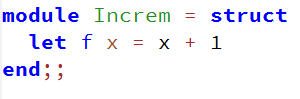 module Increm = struct
  let f x = x + 1
end;;